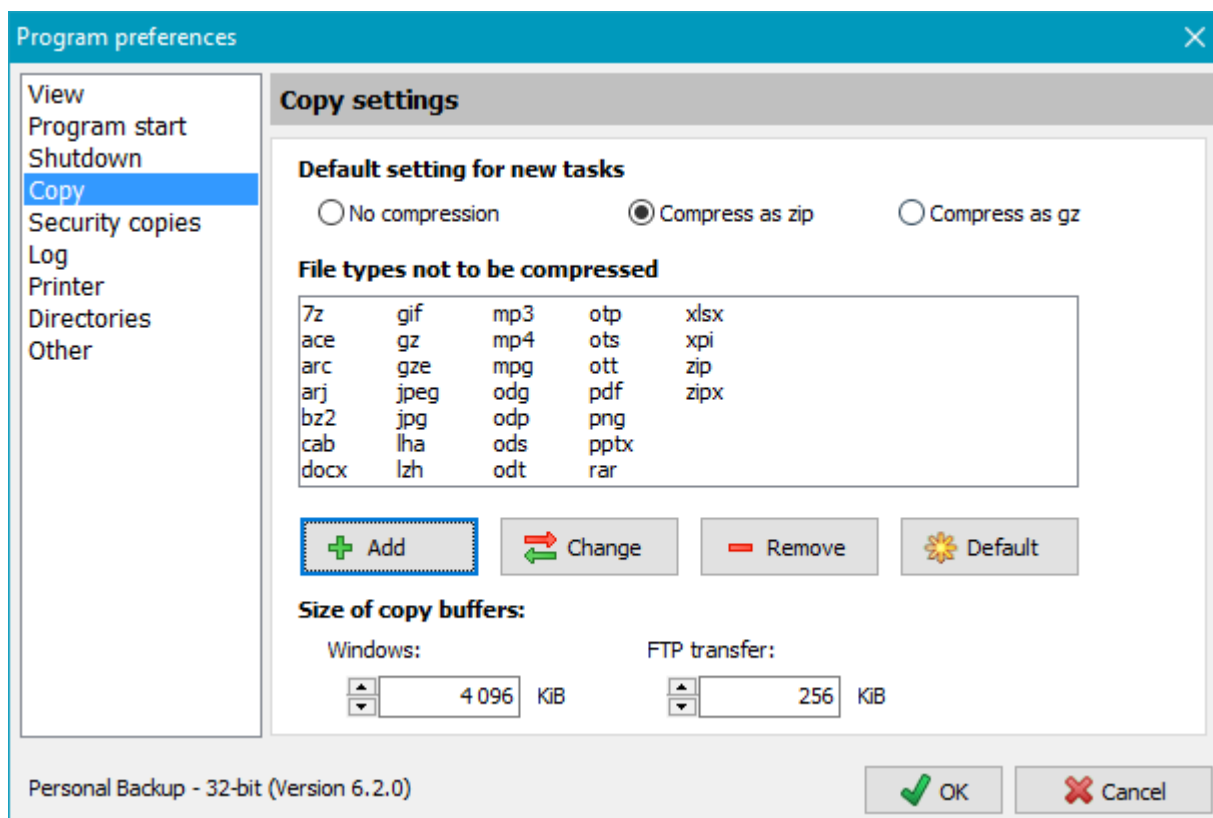 Program preferences
View
Program start
Shutdown
Copy
Security copies
Log
Printer
Directories
Other
Copy settings
Default setting for new tasks
No compression Compress as zip Compress as gz
File types not to be compressed
7z gif mp3 otp xlsx
ace gz mp4 ots xpi
arc gze mpg ott zip
arj jpeg odg pdf zipx
bz2 jpg odp png
cab lha ods pptx
docx lzh odt rar
Add Change Remove Default
Size of copy buffers:
Windows: FTP transfer:
4 096 KiB 256 KiB
Personal Backup - 32-bit (Version 6.2.0)
OK Cancel